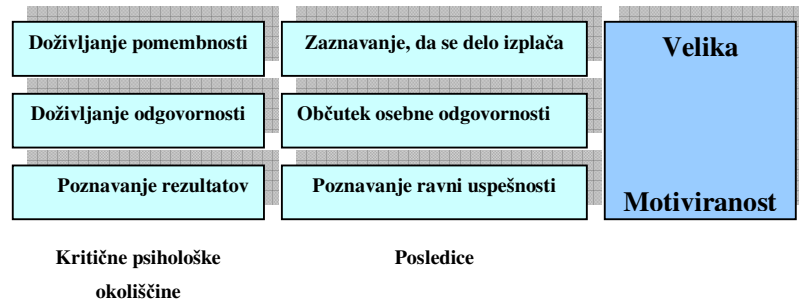 Doživljanje pomembnosti
Zaznavanje, da se delo izplača
Velika
Doživljanje odgovornosti
Občutek osebne odgovornosti
Poznavanje rezultatov
Poznavanje ravni uspešnosti
Motiviranost
Kritične psihološke
okoliščine
Posledice